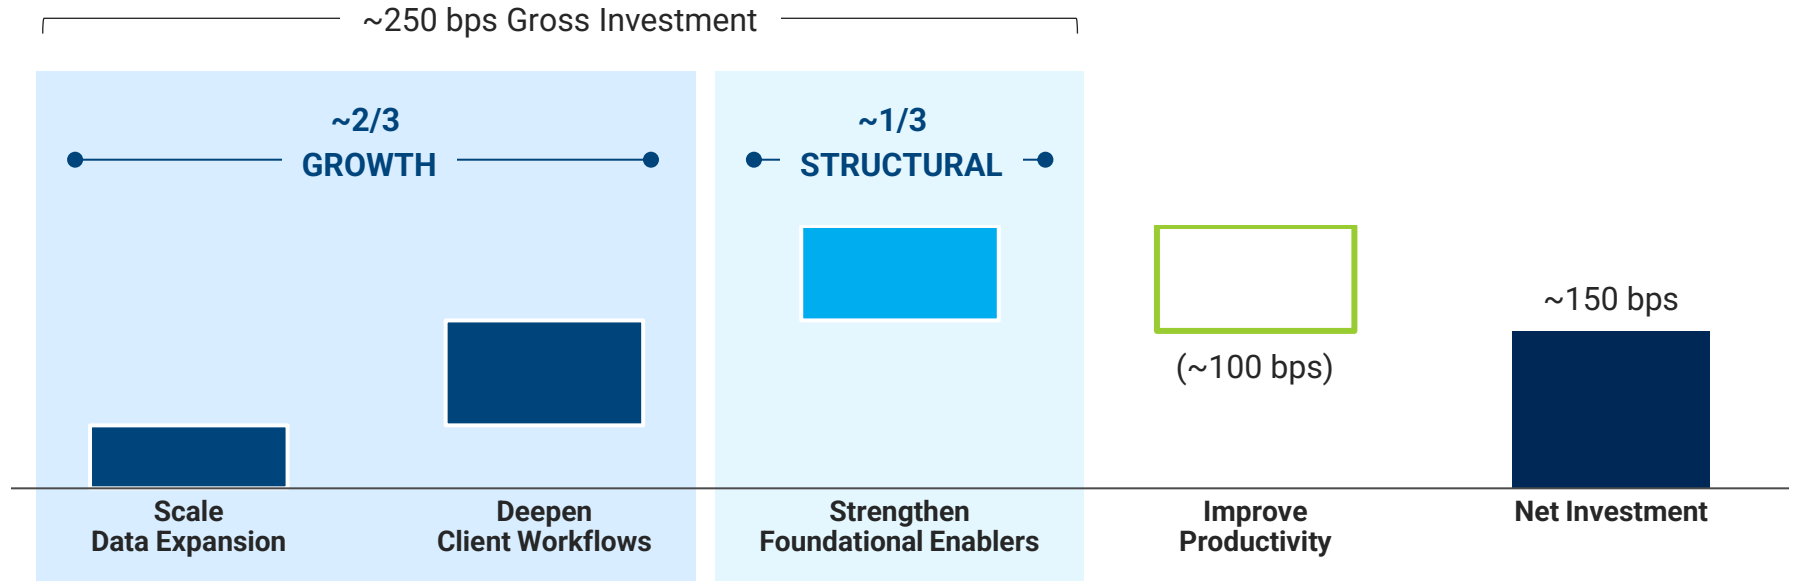 ~250 bps Gross Investment
~2/3
GROWTH
~1/3
STRUCTURAL
(~100 bps)
~150 bps
Scale
Data Expansion
Deepen
Client Workflows
Strengthen
Foundational Enablers
Improve
Productivity
Net Investment